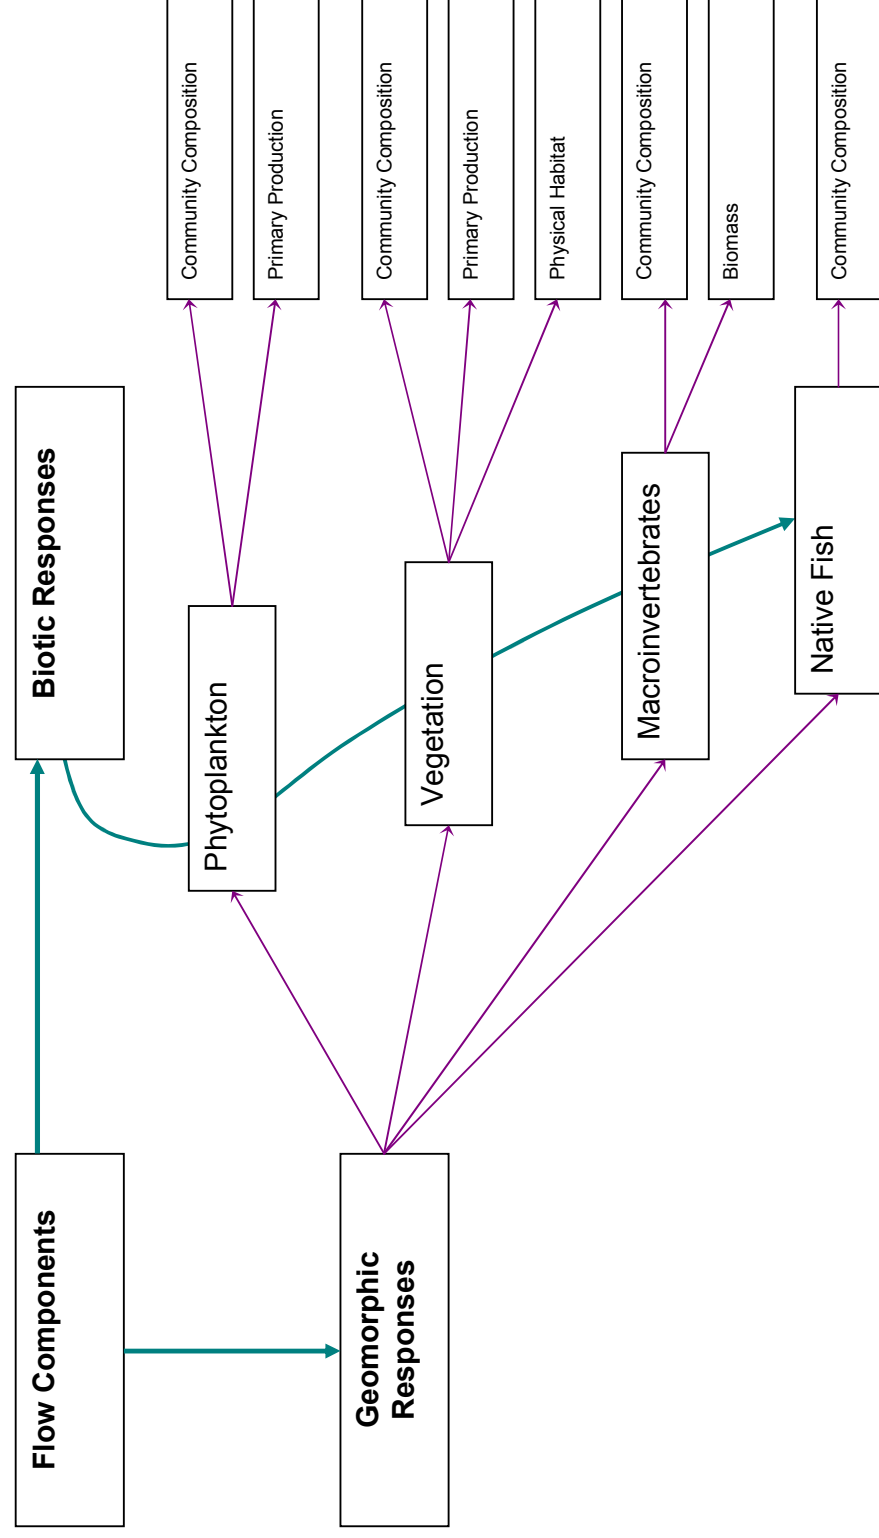 Flow Components
Biotic Responses
Geomorphic
Responses
Phytoplankton
Community Composition
Primary Production
Vegetation
Community Composition
Primary Production
Physical Habitat
Macroinvertebrates
Community Composition
Biomass
Native Fish
Community Composition